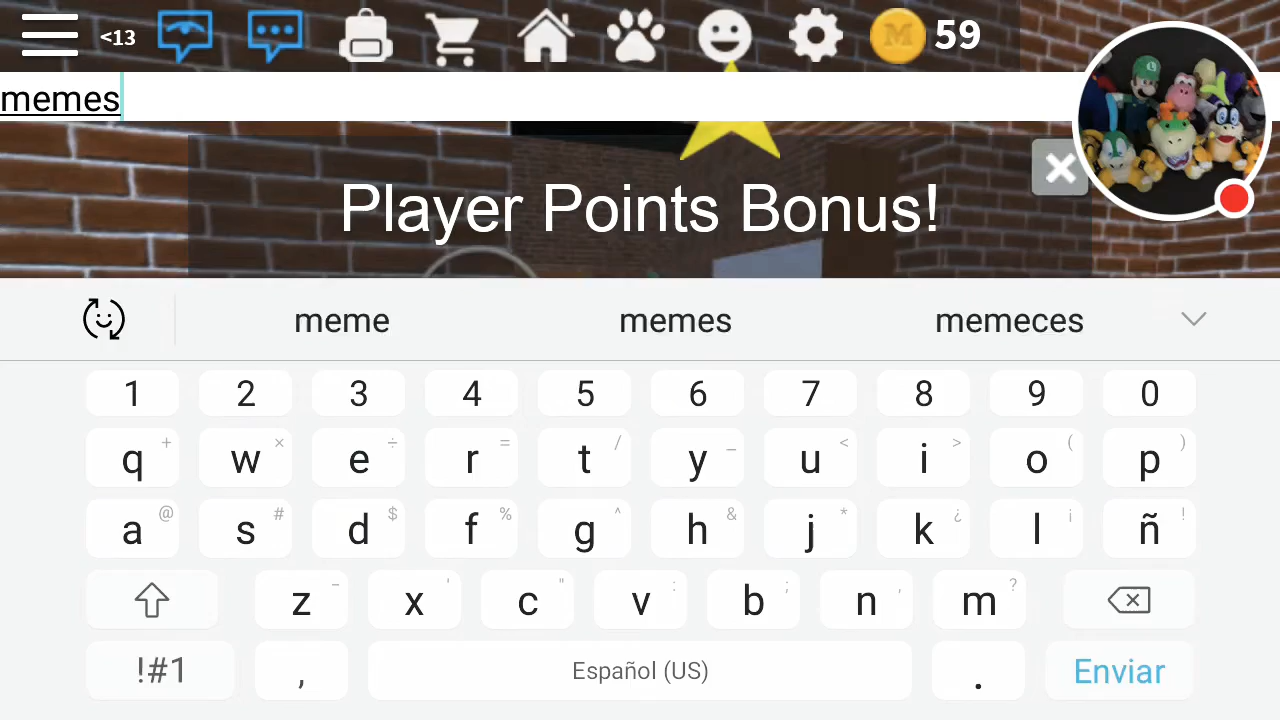 <13 M 59
memes
Player Points Bonus!
meme memes memeces
1 2 3 4 5 6 7 8 9 0
q + w × e ÷ r = t / y _ u < i > o ( p )
a @ s # d $ f % g ^ h & j * k ¿ l ¡ ñ !
z - x ' c " v : b ; n , m ?
!#1 , Español (US) . Enviar